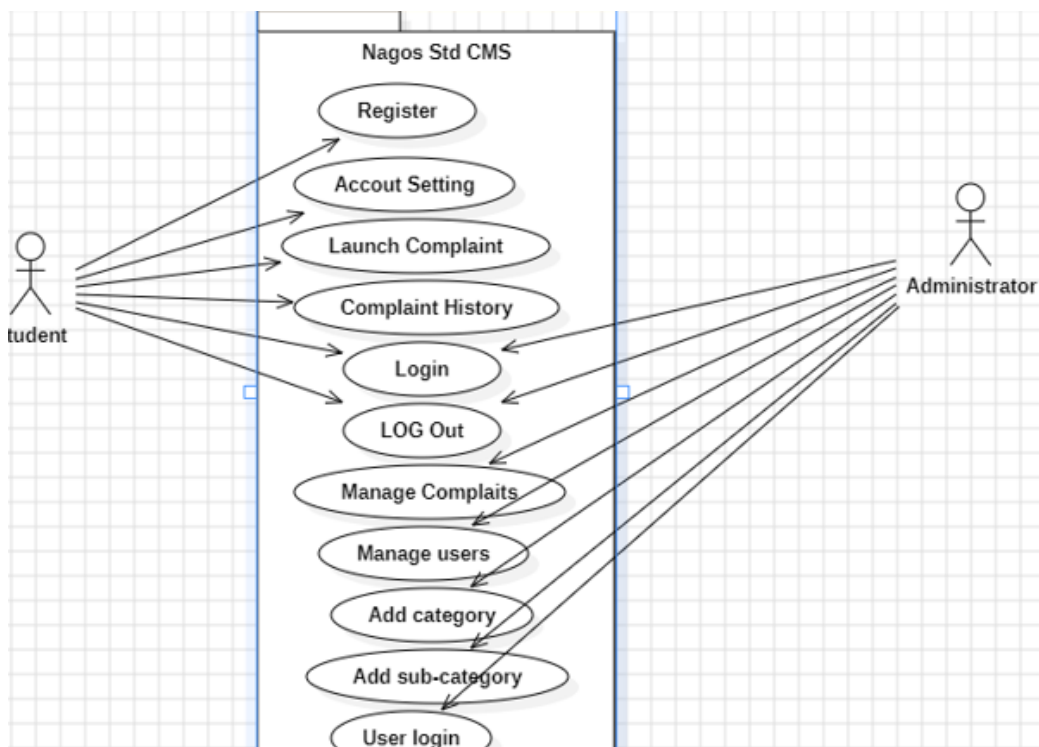 Nagos Std CMS
Register
Accout Setting
Launch Complaint
Complaint History
Login
LOG Out
Manage Complaits
Manage users
Add category
Add sub-category
User login
tudent
Administrator